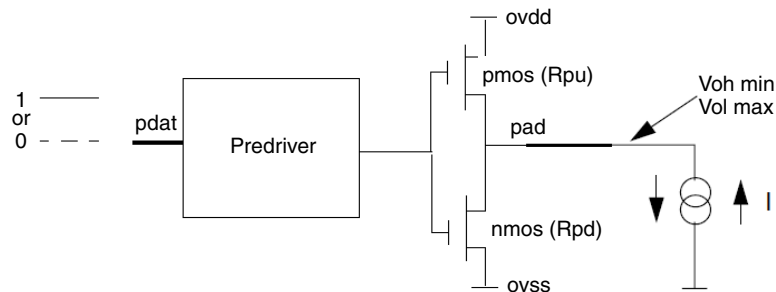 ovdd
pmos (Rpu)
Voh min
Vol max
1
or
0
pdat
Predriver
pad
nmos (Rpd)
I
ovss